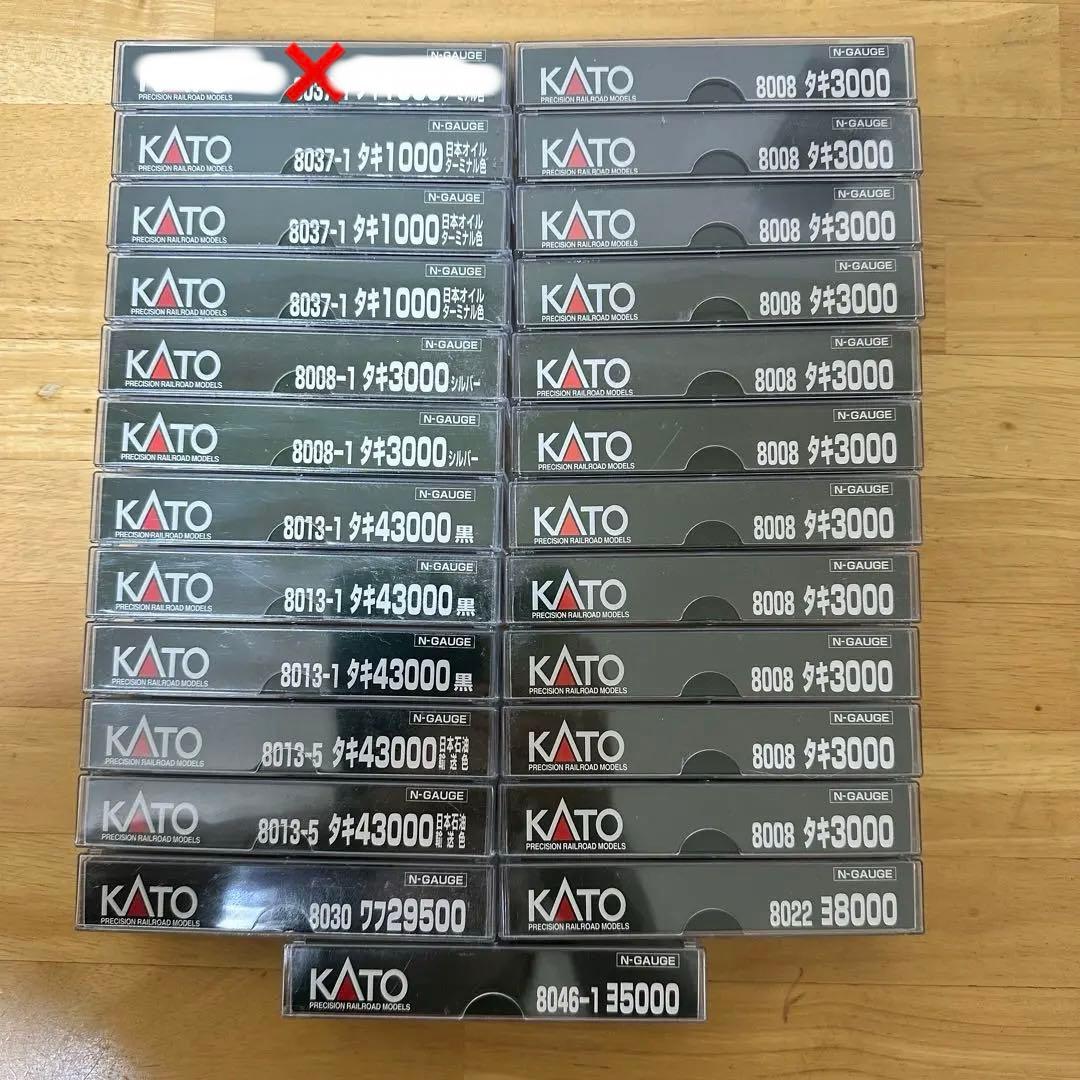 N-GAUGE
PRECISION RAILROAD MODELS
ターミナル色
N-GAUGE
KATO
PRECISION RAILROAD MODELS
8037-1 タキ1000 日本オイル
ターミナル色
N-GAUGE
KATO
PRECISION RAILROAD MODELS
8037-1 タキ1000 日本オイル
ターミナル色
N-GAUGE
KATO
PRECISION RAILROAD MODELS
8037-1 タキ1000 日本オイル
ターミナル色
N-GAUGE
KATO
PRECISION RAILROAD MODELS
8008-1 タキ3000 シルバー
N-GAUGE
KATO
PRECISION RAILROAD MODELS
8008-1 タキ3000 シルバー
N-GAUGE
KATO
PRECISION RAILROAD MODELS
8013-1 タキ43000 黒
N-GAUGE
KATO
PRECISION RAILROAD MODELS
8013-1 タキ43000 黒
N-GAUGE
KATO
PRECISION RAILROAD MODELS
8013-1 タキ43000 黒
N-GAUGE
KATO
PRECISION RAILROAD MODELS
8013-5 タキ43000 日本石油
N-GAUGE
KATO
PRECISION RAILROAD MODELS
8013-5 タキ43000 日本石油
N-GAUGE
KATO
PRECISION RAILROAD MODELS
8030 ワフ29500
N-GAUGE
KATO
PRECISION RAILROAD MODELS
8008 タキ3000
N-GAUGE
KATO
PRECISION RAILROAD MODELS
8008 タキ3000
N-GAUGE
KATO
PRECISION RAILROAD MODELS
8008 タキ3000
N-GAUGE
KATO
PRECISION RAILROAD MODELS
8008 タキ3000
N-GAUGE
KATO
PRECISION RAILROAD MODELS
8008 タキ3000
N-GAUGE
KATO
PRECISION RAILROAD MODELS
8008 タキ3000
N-GAUGE
KATO
PRECISION RAILROAD MODELS
8008 タキ3000
N-GAUGE
KATO
PRECISION RAILROAD MODELS
8008 タキ3000
N-GAUGE
KATO
PRECISION RAILROAD MODELS
8008 タキ3000
N-GAUGE
KATO
PRECISION RAILROAD MODELS
8008 タキ3000
N-GAUGE
KATO
PRECISION RAILROAD MODELS
8008 タキ3000
N-GAUGE
KATO
PRECISION RAILROAD MODELS
8022 ヨ8000
N-GAUGE
KATO
PRECISION RAILROAD MODELS
8046-1 ヨ5000